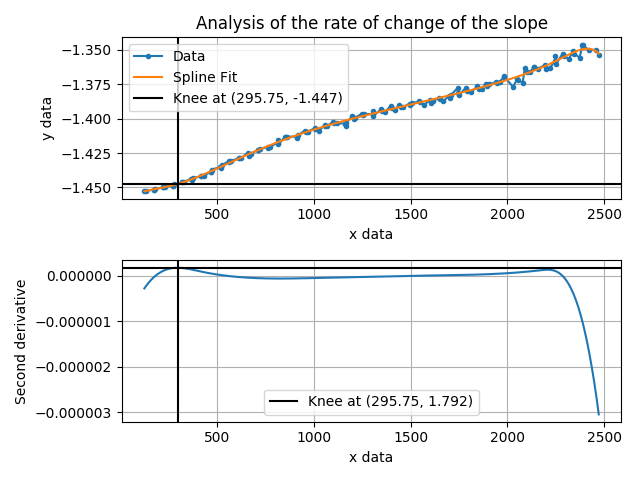 Analysis of the rate of change of the slope
−1.350
−1.375
−1.400
−1.425
−1.450
y data
Data
Spline Fit
Knee at (295.75, -1.447)
500 1000 1500 2000 2500
x data
0.000000
−0.000001
−0.000002
−0.000003
Second derivative
Knee at (295.75, 1.792)
500 1000 1500 2000 2500
x data